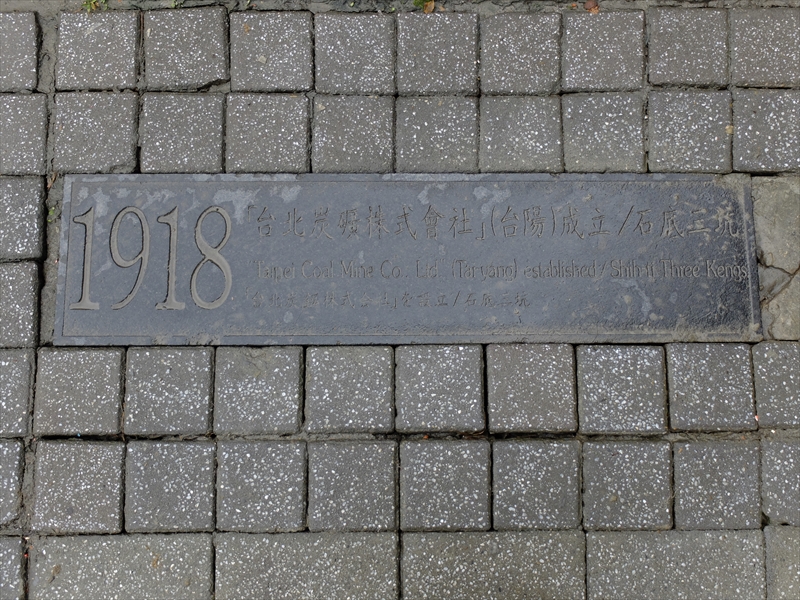 1918
「台北炭礦株式會社」(台陽)成立/石底三坑
"Taipei Coal Mine Co., Ltd. (Taiyang) established / Shihdi Three Kengs